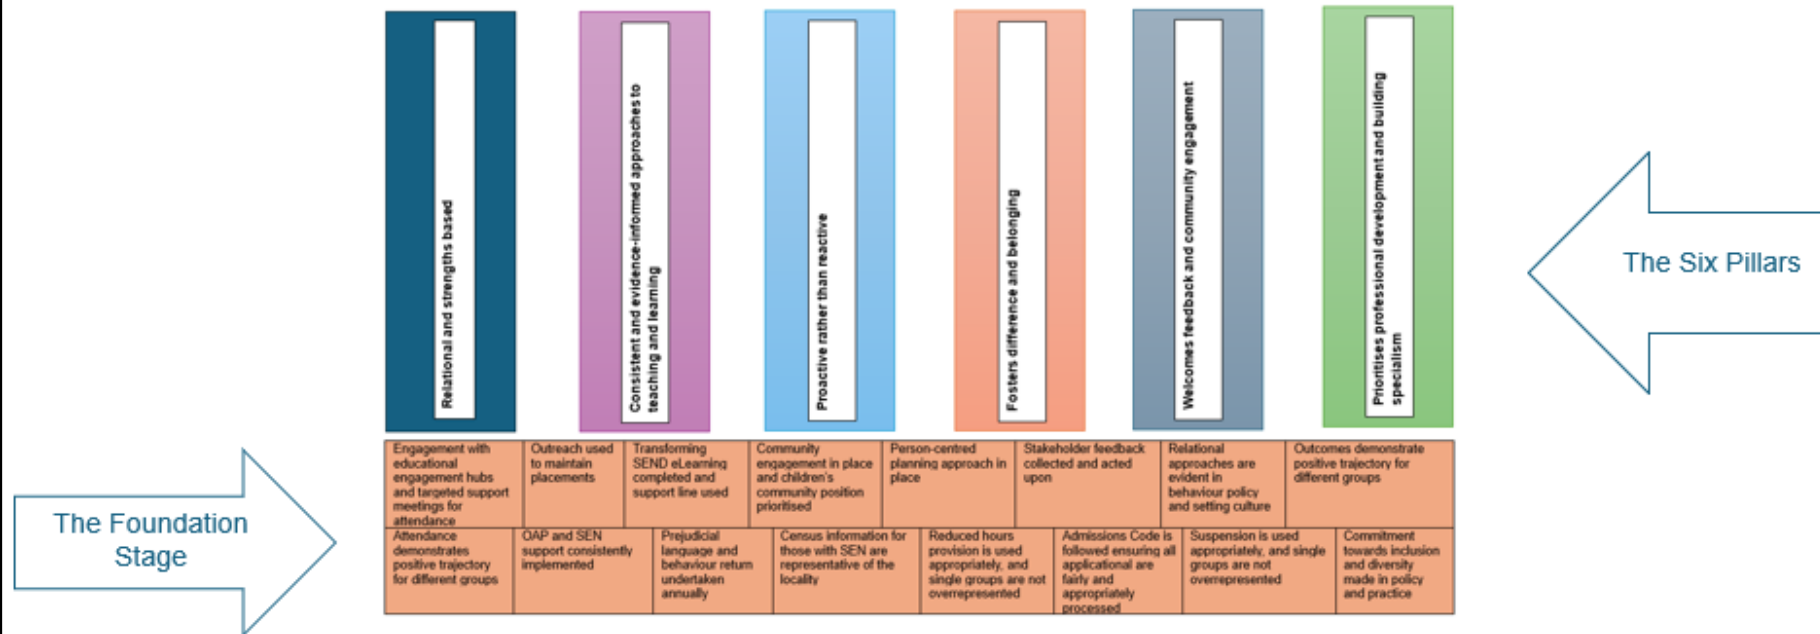 Relational and strengths based
Consistent and evidence-informed approaches to
teaching and learning
Proactive rather than reactive
Fosters difference and belonging
Welcomes feedback and community engagement
Prioritises professional development and building
specialism
The Six Pillars
Engagement with
educational
engagement hubs
and targeted support
meetings for
attendance
Outreach used
to maintain
placements
Transforming
SEND eLearning
completed and
support line used
Community
engagement in place
and children's
community position
prioritised
Person-centred
planning approach in
place
Stakeholder feedback
collected and acted
upon
Relational
approaches are
evident in
behaviour policy
and setting culture
Outcomes demonstrate
positive trajectory for
different groups
The Foundation
Stage
Attendance
demonstrates
positive trajectory
for different groups
OAP and SEN
support consistently
implemented
Prejudicial
language and
behaviour return
undertaken
annually
Census information for
those with SEN are
representative of the
locality
Reduced hours
provision is used
appropriately, and
single groups are not
overrepresented
Admissions Code is
followed ensuring all
applicational are
fairly and
appropriately
processed
Suspension is used
appropriately, and single
groups are not
overrepresented
Commitment
towards inclusion
and diversity
made in policy
and practice